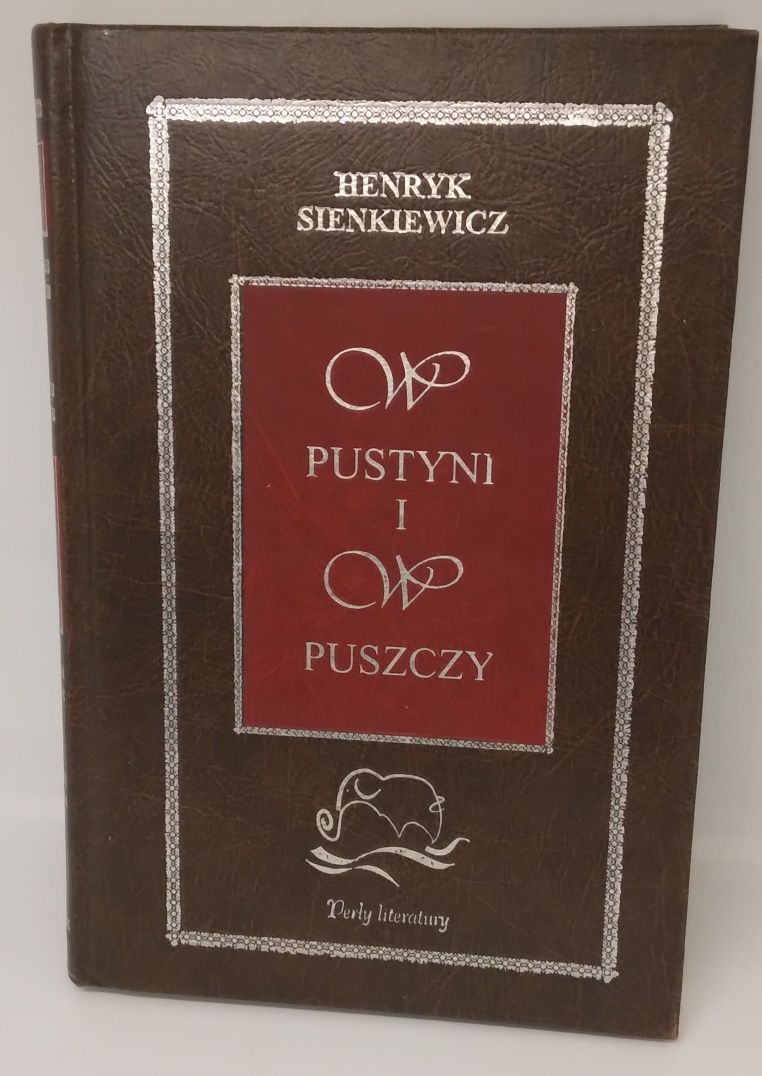 HENRYK
SIENKIEWICZ
W
PUSTYNI
I
W
PUSZCZY
Perły literatury